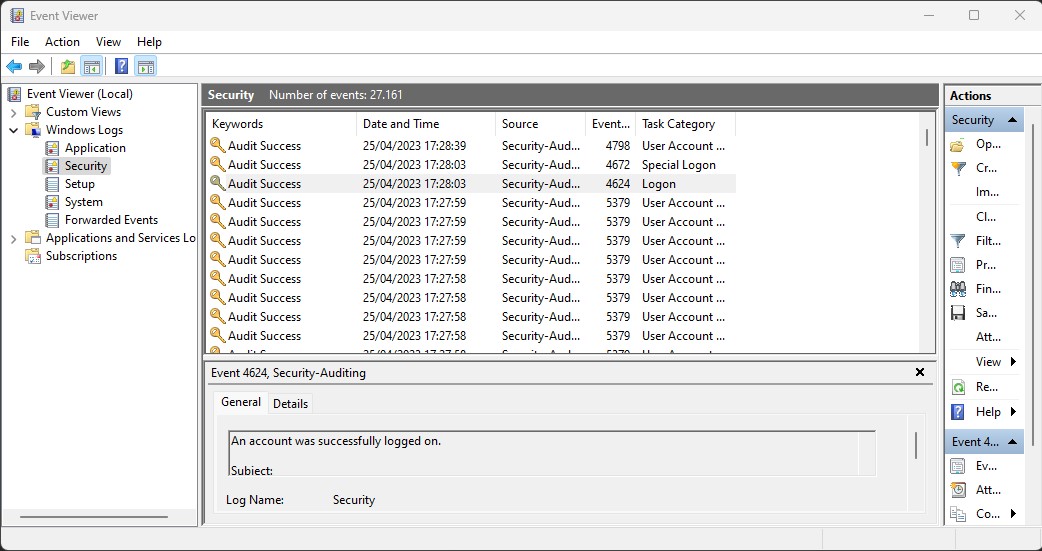 Event Viewer
File Action View Help
Event Viewer (Local)
Custom Views
Windows Logs
Application
Security
Setup
System
Forwarded Events
Applications and Services Lo
Subscriptions
Security Number of events: 27.161
Keywords Date and Time Source Event... Task Category
Audit Success 25/04/2023 17:28:39 Security-Aud... 4798 User Account ...
Audit Success 25/04/2023 17:28:03 Security-Aud... 4672 Special Logon
Audit Success 25/04/2023 17:28:03 Security-Aud... 4624 Logon
Audit Success 25/04/2023 17:27:59 Security-Aud... 5379 User Account ...
Audit Success 25/04/2023 17:27:59 Security-Aud... 5379 User Account ...
Audit Success 25/04/2023 17:27:59 Security-Aud... 5379 User Account ...
Audit Success 25/04/2023 17:27:59 Security-Aud... 5379 User Account ...
Audit Success 25/04/2023 17:27:58 Security-Aud... 5379 User Account ...
Audit Success 25/04/2023 17:27:58 Security-Aud... 5379 User Account ...
Audit Success 25/04/2023 17:27:58 Security-Aud... 5379 User Account ...
Audit Success 25/04/2023 17:27:58 Security-Aud... 5379 User Account ...
Event 4624, Security-Auditing
General Details
An account was successfully logged on.
Subject:
Log Name: Security
Actions
Security
Op...
Cr...
Im...
Cl...
Filt...
Pr...
Fin...
Sa...
Att...
View
Re...
Help
Event 4...
Ev...
Att...
Co...